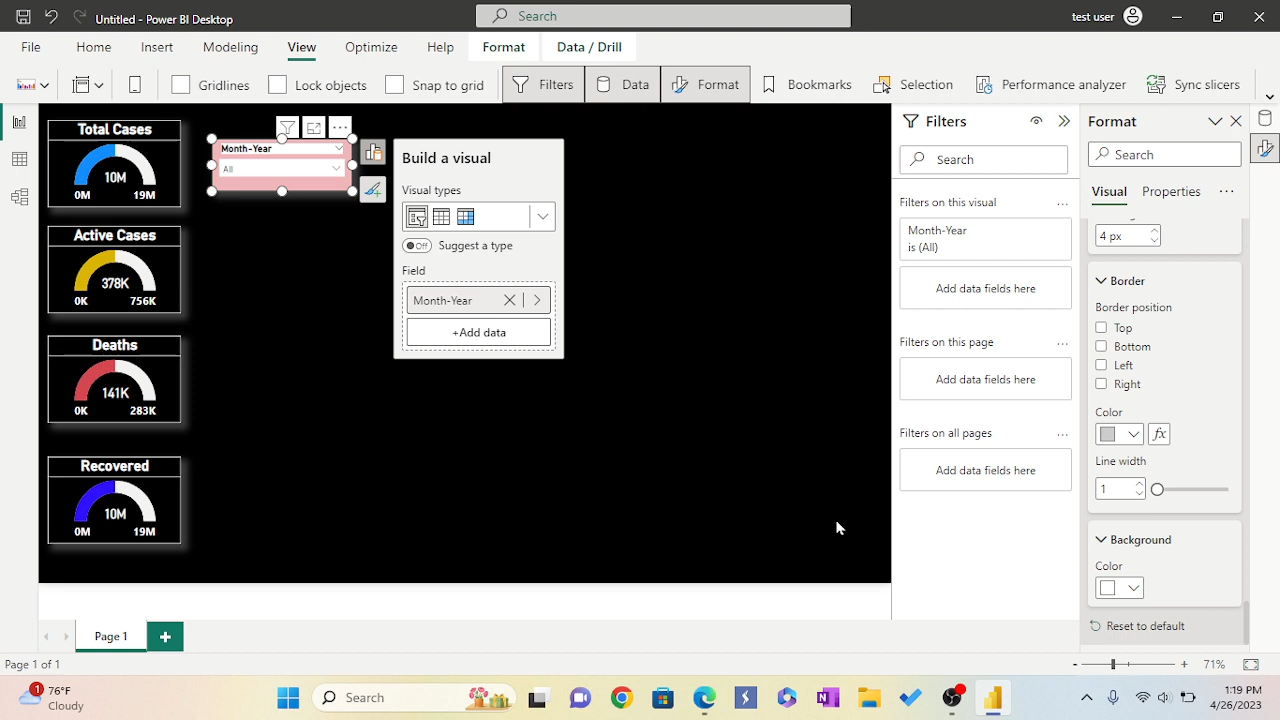 Untitled - Power BI Desktop
Search
test user
File
Home
Insert
Modeling
View
Optimize
Help
Format
Data / Drill
Gridlines
Lock objects
Snap to grid
Filters
Data
Format
Bookmarks
Selection
Performance analyzer
Sync slicers
Total Cases
10M
0M
19M
Active Cases
378K
0K
756K
Deaths
141K
0K
283K
Recovered
10M
0M
19M
Month-Year
All
Build a visual
Visual types
Off
Suggest a type
Field
Month-Year
+Add data
Filters
Search
Filters on this visual
Month-Year
is (All)
Add data fields here
Filters on this page
Add data fields here
Filters on all pages
Add data fields here
Format
Search
Visual
Properties
4 px
Border
Border position
Top
Bottom
Left
Right
Color
fx
Line width
1
Background
Color
Reset to default
Page 1
Page 1 of 1
71%
1
76°F
Cloudy
Search
1:19 PM
4/26/2023